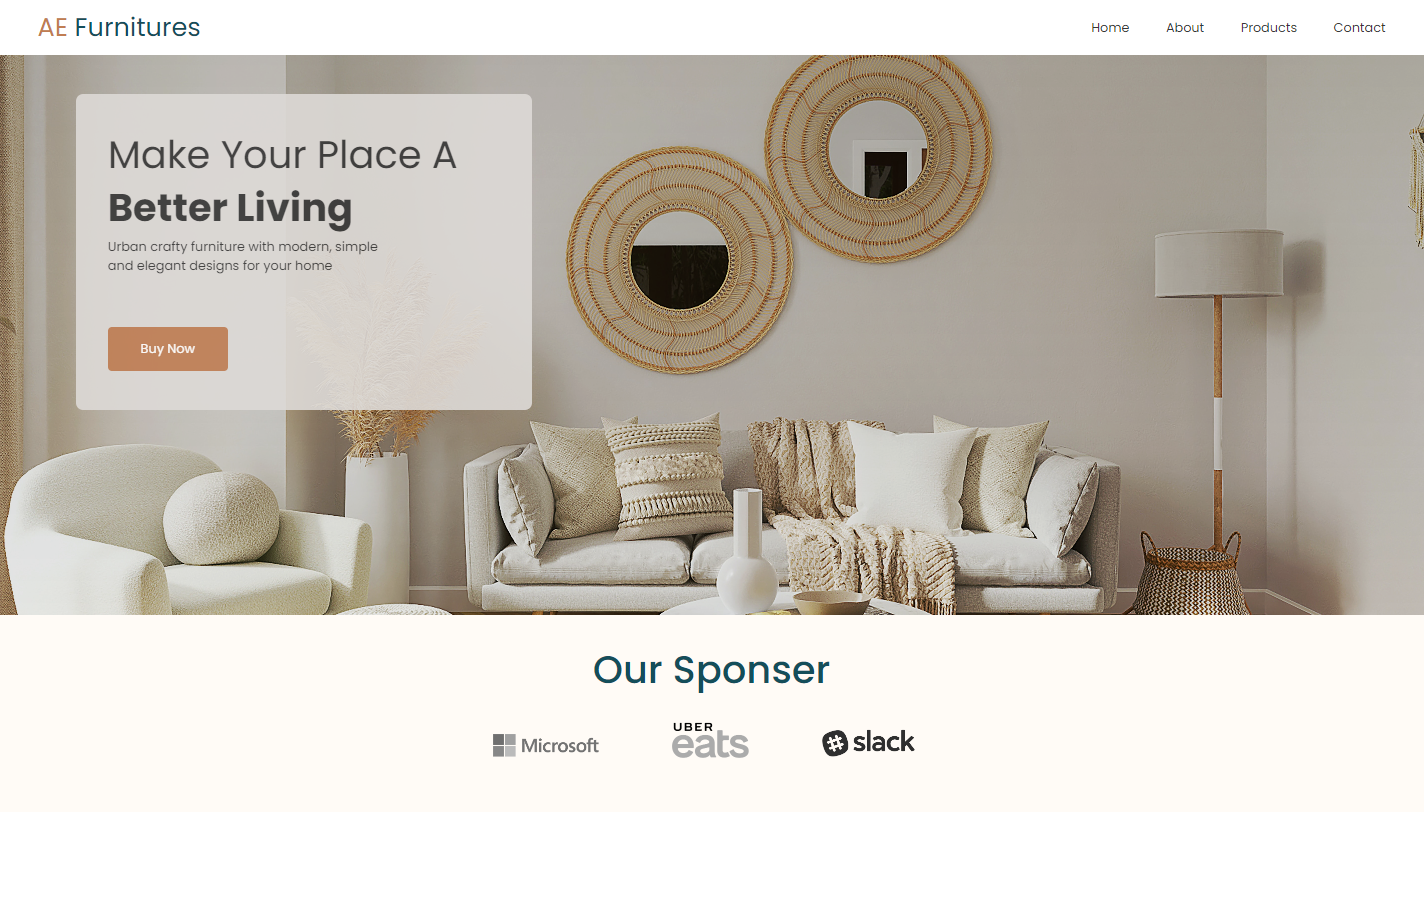 AE Furnitures
Home
About
Products
Contact
Make Your Place A
Better Living
Urban crafty furniture with modern, simple
and elegant designs for your home
Buy Now
Our Sponser
Microsoft
UBER
eats
slack